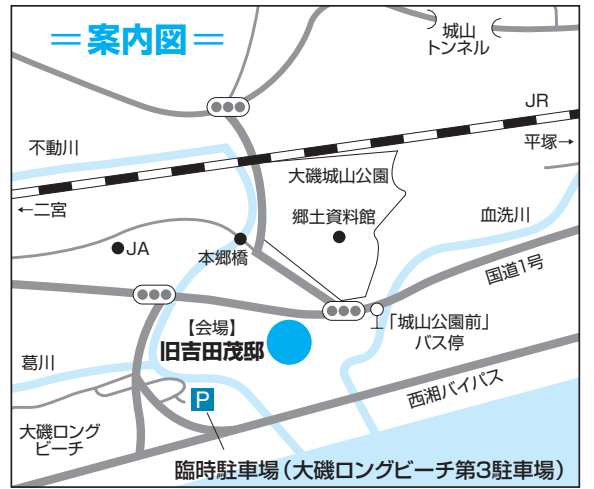 ＝案内図＝
城山
トンネル
JR
平塚→
不動川
←二宮
大磯城山公園
郷土資料館
血洗川
JA
本郷橋
国道1号
「城山公園前」
バス停
【会場】
旧吉田茂邸
葛川
P
西湘バイパス
大磯ロング
ビーチ
臨時駐車場（大磯ロングビーチ第3駐車場）